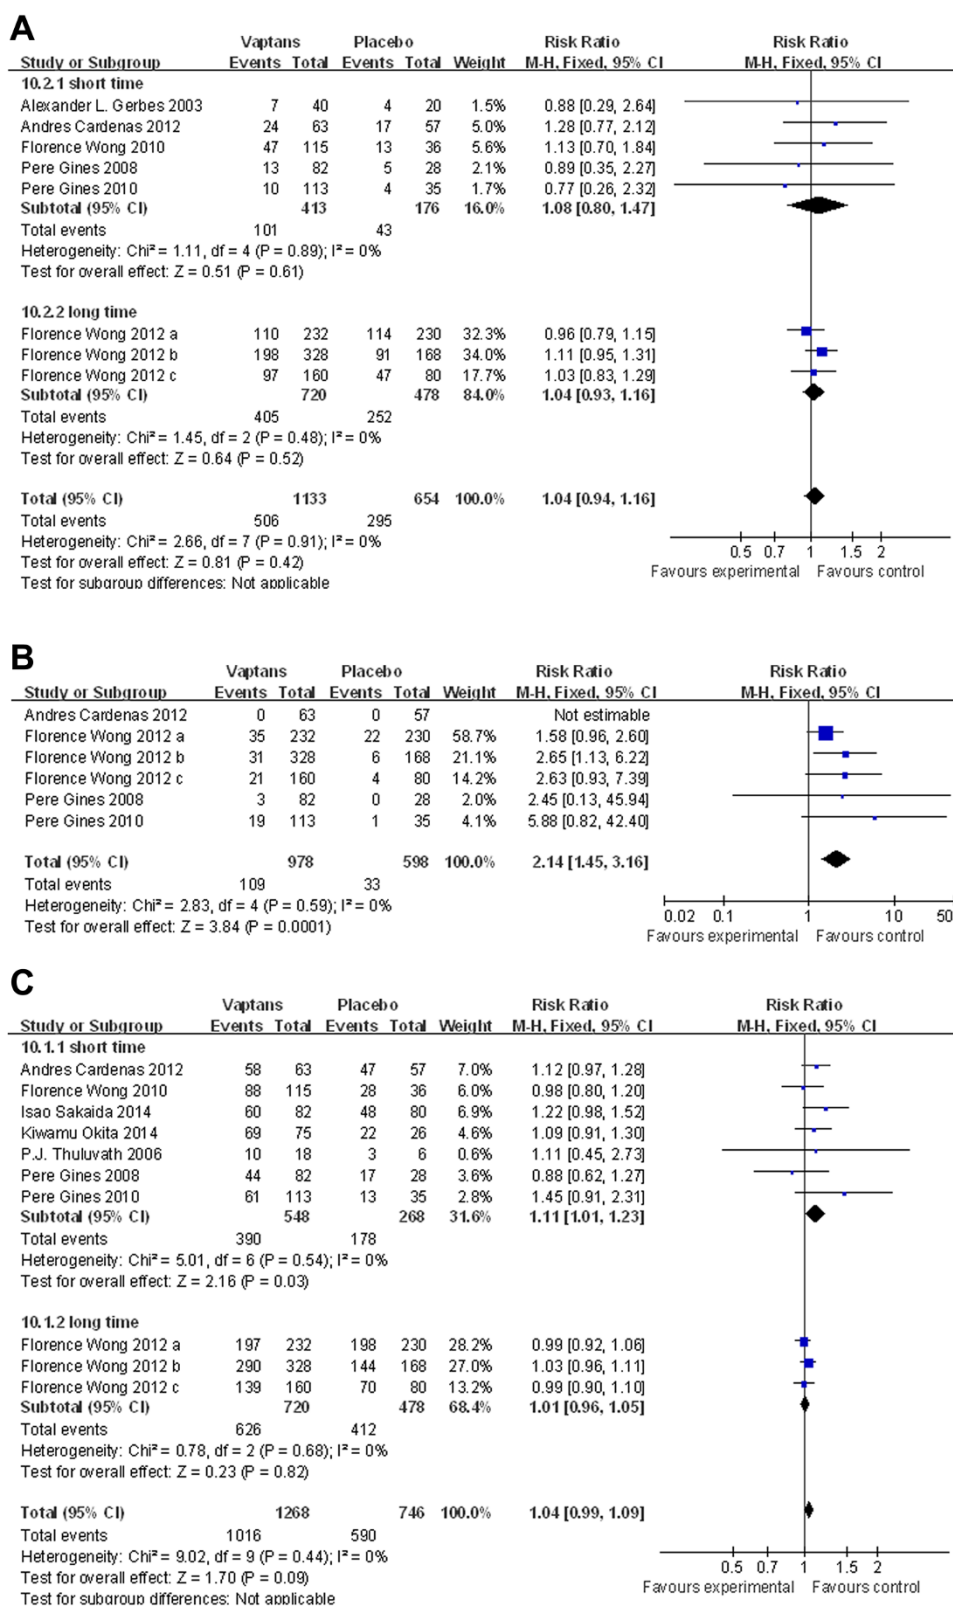 A
Vaptans Placebo Risk Ratio Risk Ratio
Study or Subgroup Events Total Events Total Weight M-H, Fixed, 95% CI M-H, Fixed, 95% CI
10.2.1 short time
Alexander L. Gerbes 2003 7 40 4 20 1.5% 0.88 [0.29, 2.64]
Andres Cardenas 2012 24 63 17 57 5.0% 1.28 [0.77, 2.12]
Florence Wong 2010 47 115 13 36 5.6% 1.13 [0.70, 1.84]
Pere Gines 2008 13 82 5 28 2.1% 0.89 [0.35, 2.27]
Pere Gines 2010 10 113 4 35 1.7% 0.77 [0.26, 2.32]
Subtotal (95% CI) 413 176 16.0% 1.08 [0.80, 1.47]
Total events 101 43
Heterogeneity: Chi² = 1.11, df = 4 (P = 0.89); I² = 0%
Test for overall effect: Z = 0.51 (P = 0.61)
10.2.2 long time
Florence Wong 2012 a 110 232 114 230 32.3% 0.96 [0.79, 1.15]
Florence Wong 2012 b 198 328 91 168 34.0% 1.11 [0.95, 1.31]
Florence Wong 2012 c 97 160 47 80 17.7% 1.03 [0.83, 1.29]
Subtotal (95% CI) 720 478 84.0% 1.04 [0.93, 1.16]
Total events 405 252
Heterogeneity: Chi² = 1.45, df = 2 (P = 0.48); I² = 0%
Test for overall effect: Z = 0.64 (P = 0.52)
Total (95% CI) 1133 654 100.0% 1.04 [0.94, 1.16]
Total events 506 295
Heterogeneity: Chi² = 2.66, df = 7 (P = 0.91); I² = 0%
Test for overall effect: Z = 0.81 (P = 0.42)
Test for subgroup differences: Not applicable
0.5 0.7 1 1.5 2
Favours experimental Favours control
B
Vaptans Placebo Risk Ratio Risk Ratio
Study or Subgroup Events Total Events Total Weight M-H, Fixed, 95% CI M-H, Fixed, 95% CI
Andres Cardenas 2012 0 63 0 57 Not estimable
Florence Wong 2012 a 35 232 22 230 58.7% 1.58 [0.96, 2.60]
Florence Wong 2012 b 31 328 6 168 21.1% 2.65 [1.13, 6.22]
Florence Wong 2012 c 21 160 4 80 14.2% 2.63 [0.93, 7.39]
Pere Gines 2008 3 82 0 28 2.0% 2.45 [0.13, 45.94]
Pere Gines 2010 19 113 1 35 4.1% 5.88 [0.82, 42.40]
Total (95% CI) 978 598 100.0% 2.14 [1.45, 3.16]
Total events 109 33
Heterogeneity: Chi² = 2.83, df = 4 (P = 0.59); I² = 0%
Test for overall effect: Z = 3.84 (P = 0.0001)
0.02 0.1 1 10 50
Favours experimental Favours control
C
Vaptans Placebo Risk Ratio Risk Ratio
Study or Subgroup Events Total Events Total Weight M-H, Fixed, 95% CI M-H, Fixed, 95% CI
10.1.1 short time
Andres Cardenas 2012 58 63 47 57 7.0% 1.12 [0.97, 1.28]
Florence Wong 2010 88 115 28 36 6.0% 0.98 [0.80, 1.20]
Isao Sakaida 2014 60 82 48 80 6.9% 1.22 [0.98, 1.52]
Kiwamu Okita 2014 69 75 22 26 4.6% 1.09 [0.91, 1.30]
P.J. Thuluvath 2006 10 18 3 6 0.6% 1.11 [0.45, 2.73]
Pere Gines 2008 44 82 17 28 3.6% 0.88 [0.62, 1.27]
Pere Gines 2010 61 113 13 35 2.8% 1.45 [0.91, 2.31]
Subtotal (95% CI) 548 268 31.6% 1.11 [1.01, 1.23]
Total events 390 178
Heterogeneity: Chi² = 5.01, df = 6 (P = 0.54); I² = 0%
Test for overall effect: Z = 2.16 (P = 0.03)
10.1.2 long time
Florence Wong 2012 a 197 232 198 230 28.2% 0.99 [0.92, 1.06]
Florence Wong 2012 b 290 328 144 168 27.0% 1.03 [0.96, 1.11]
Florence Wong 2012 c 139 160 70 80 13.2% 0.99 [0.90, 1.10]
Subtotal (95% CI) 720 478 68.4% 1.01 [0.96, 1.05]
Total events 626 412
Heterogeneity: Chi² = 0.78, df = 2 (P = 0.68); I² = 0%
Test for overall effect: Z = 0.23 (P = 0.82)
Total (95% CI) 1268 746 100.0% 1.04 [0.99, 1.09]
Total events 1016 590
Heterogeneity: Chi² = 9.02, df = 9 (P = 0.44); I² = 0%
Test for overall effect: Z = 1.70 (P = 0.09)
Test for subgroup differences: Not applicable
0.5 0.7 1 1.5 2
Favours experimental Favours control